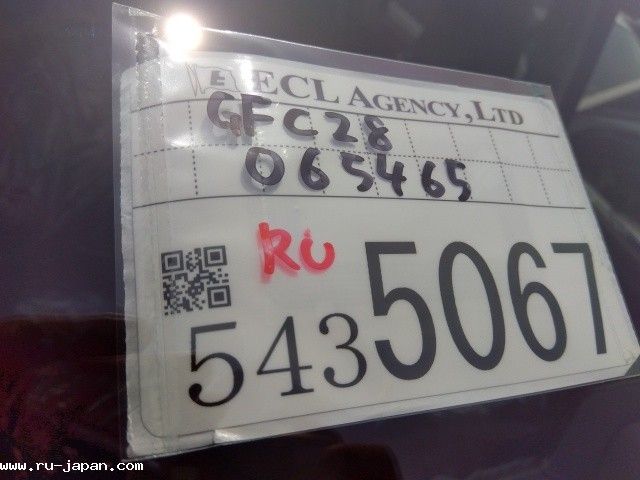 ECL AGENCY,LTD
GFC28
065465
RU
5435067
www.ru-japan.com